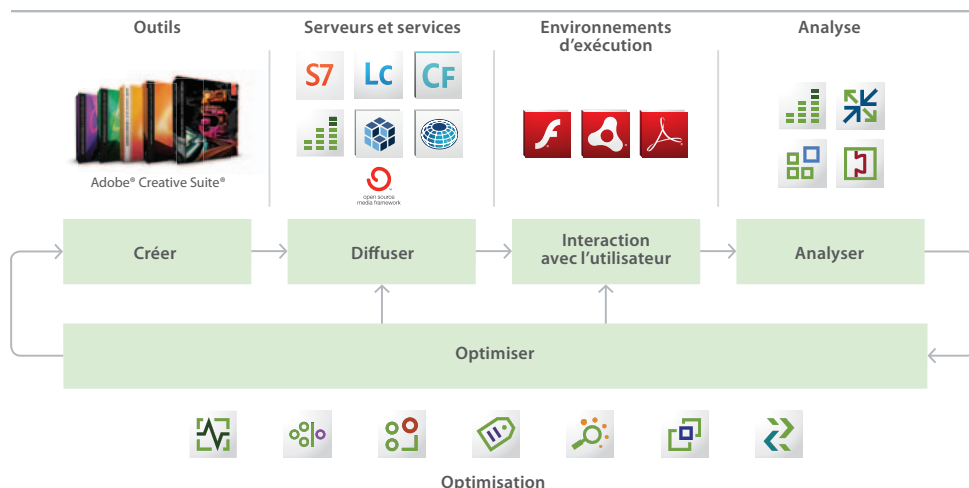 Outils
Serveurs et services
Environnements
d'exécution
Analyse
S7
LC
CF
Adobe® Creative Suite®
open source
media framework
Créer
Diffuser
Interaction
avec l'utilisateur
Analyser
Optimiser
Optimisation